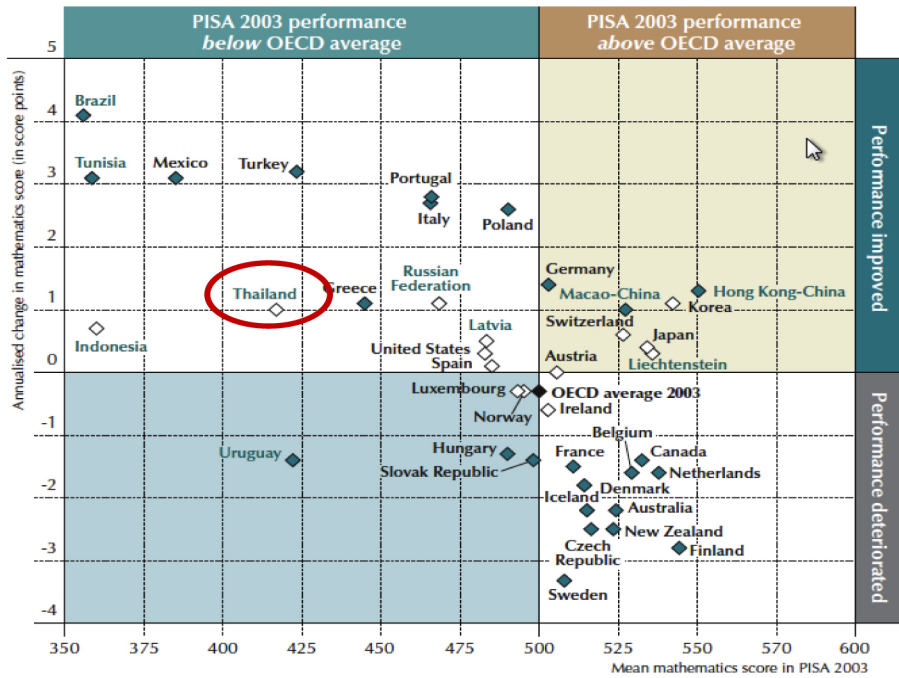 PISA 2003 performance
below OECD average
PISA 2003 performance
above OECD average
Annualised change in mathematics score (in score points)
5
4
3
2
1
0
-1
-2
-3
-4
Brazil
Tunisia
Mexico
Turkey
Portugal
Italy
Poland
Thailand
Greece
Russian
Federation
Indonesia
Latvia
United States
Spain
Germany
Macao-China
Hong Kong-China
Korea
Switzerland
Japan
Liechtenstein
Austria
Luxembourg
Norway
OECD average 2003
Ireland
Uruguay
Hungary
Slovak Republic
Belgium
France
Canada
Netherlands
Denmark
Iceland
Australia
New Zealand
Czech
Republic
Finland
Sweden
Performance improved
Performance deteriorated
350
400
425
450
475
500
525
550
570
600
Mean mathematics score in PISA 2003